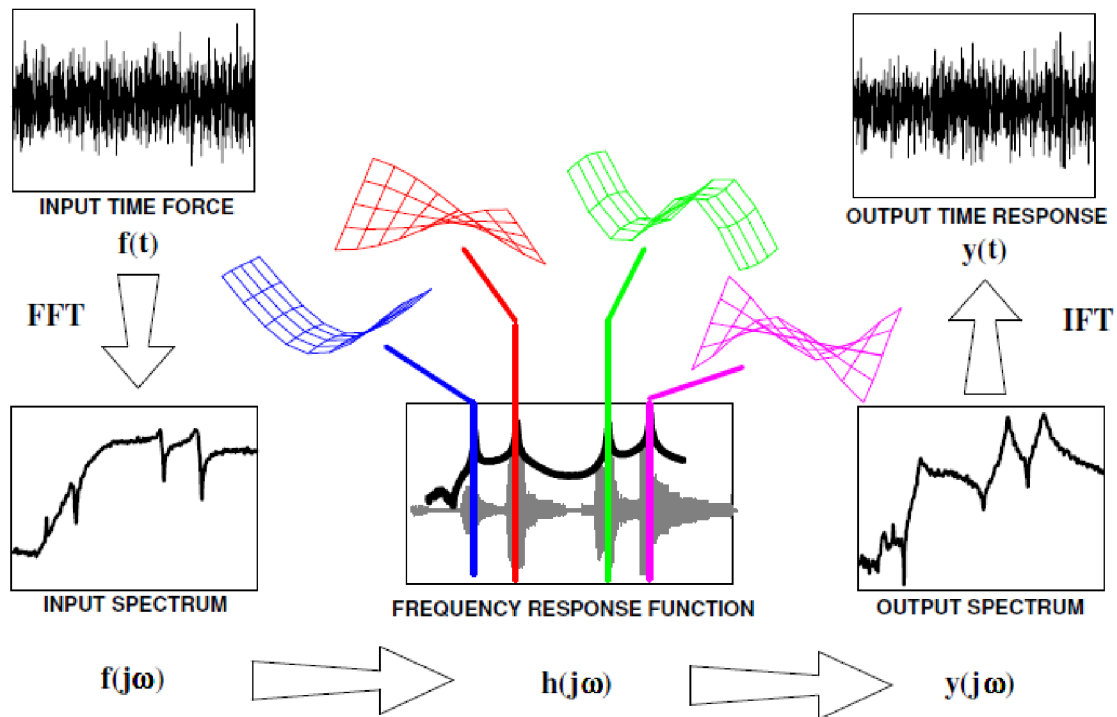 INPUT TIME FORCE
f(t)
OUTPUT TIME RESPONSE
y(t)
FFT
IFT
INPUT SPECTRUM
FREQUENCY RESPONSE FUNCTION
OUTPUT SPECTRUM
f(jω)
h(jω)
y(jω)